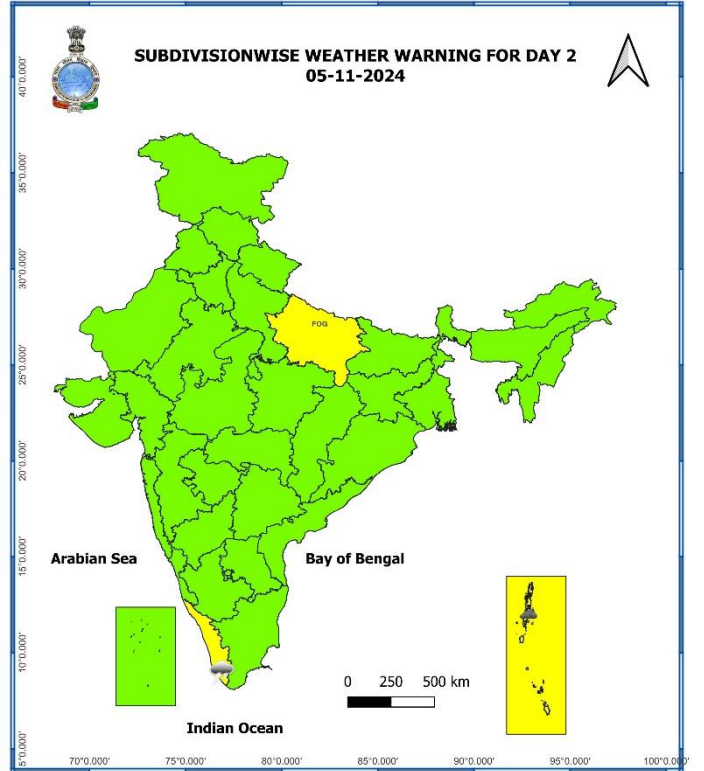 SUBDIVISIONWISE WEATHER WARNING FOR DAY 2
05-11-2024
40°0.000'
35°0.000'
30°0.000'
FOG
25°0.000'
20°0.000'
15°0.000'
Arabian Sea
Bay of Bengal
10°0.000'
0 250 500 km
Indian Ocean
5°0.000'
70°0.000' 75°0.000' 80°0.000' 85°0.000' 90°0.000' 95°0.000' 100°0.000'